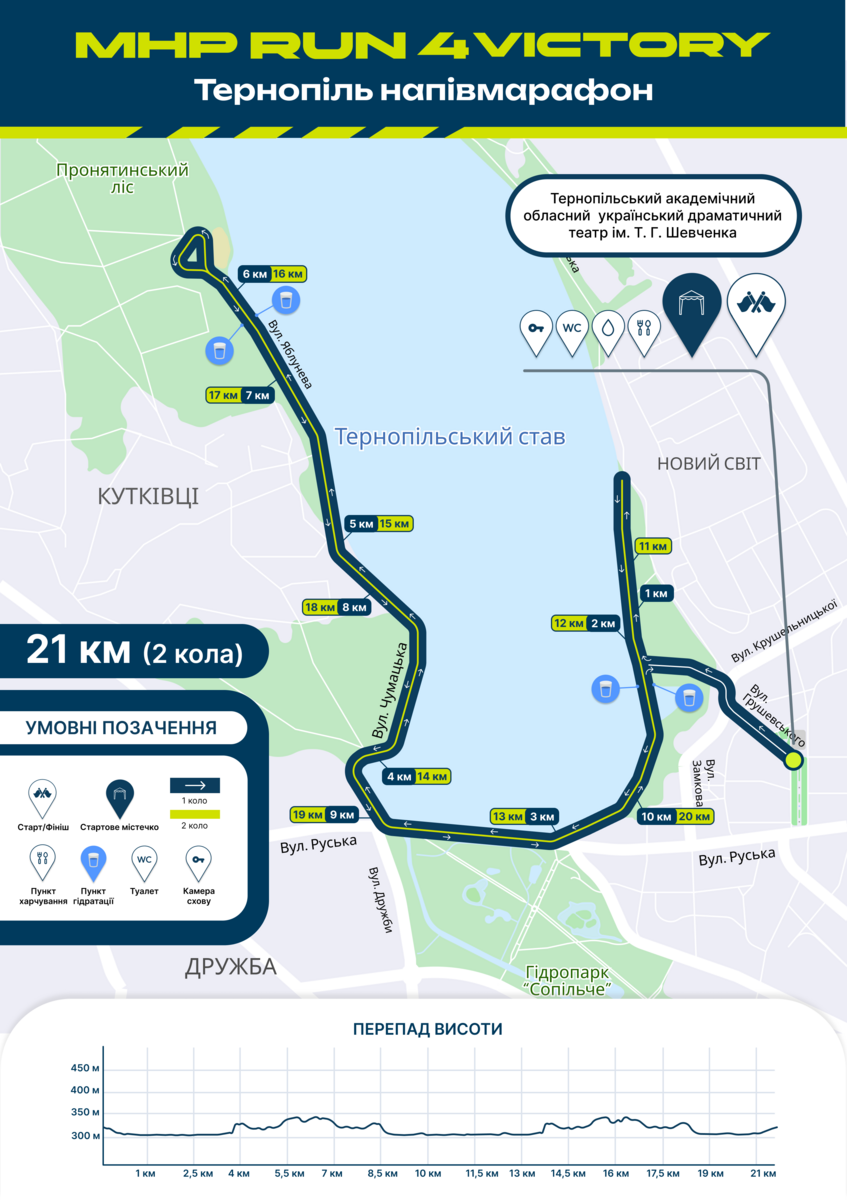 MHP RUN 4 VICTORY
Тернопіль напівмарафон
Пронятинський
ліс
Тернопільський академічний
обласний український драматичний
театр ім. Т. Г. Шевченка
ька
6 км 16 км
WC
Вул. Яблунева
17 км 7 км
Тернопільський став
НОВИЙ СВІТ
КУТКІВЦІ
5 км 15 км
11 км
1 км
18 км 8 км
12 км 2 км
Вул. Крушельницької
21 км (2 кола)
Вул. Чумацька
Вул.
Грушевського
УМОВНІ ПОЗАЧЕННЯ
Вул.
Замкова
4 км 14 км
1 коло
2 коло
Старт/Фініш
Стартове містечко
19 км 9 км
13 км 3 км
10 км 20 км
Вул. Руська
Вул. Руська
WC
Пункт
харчування
Пункт
гідратації
Туалет
Камера
схову
Вул. Дружби
ДРУЖБА
Гідропарк
“Сопільче”
ПЕРЕПАД ВИСОТИ
450 м
400 м
350 м
300 м
1 км 2,5 км 4 км 5,5 км 7 км 8,5 км 10 км 11,5 км 13 км 14,5 км 16 км 17,5 км 19 км 21 км